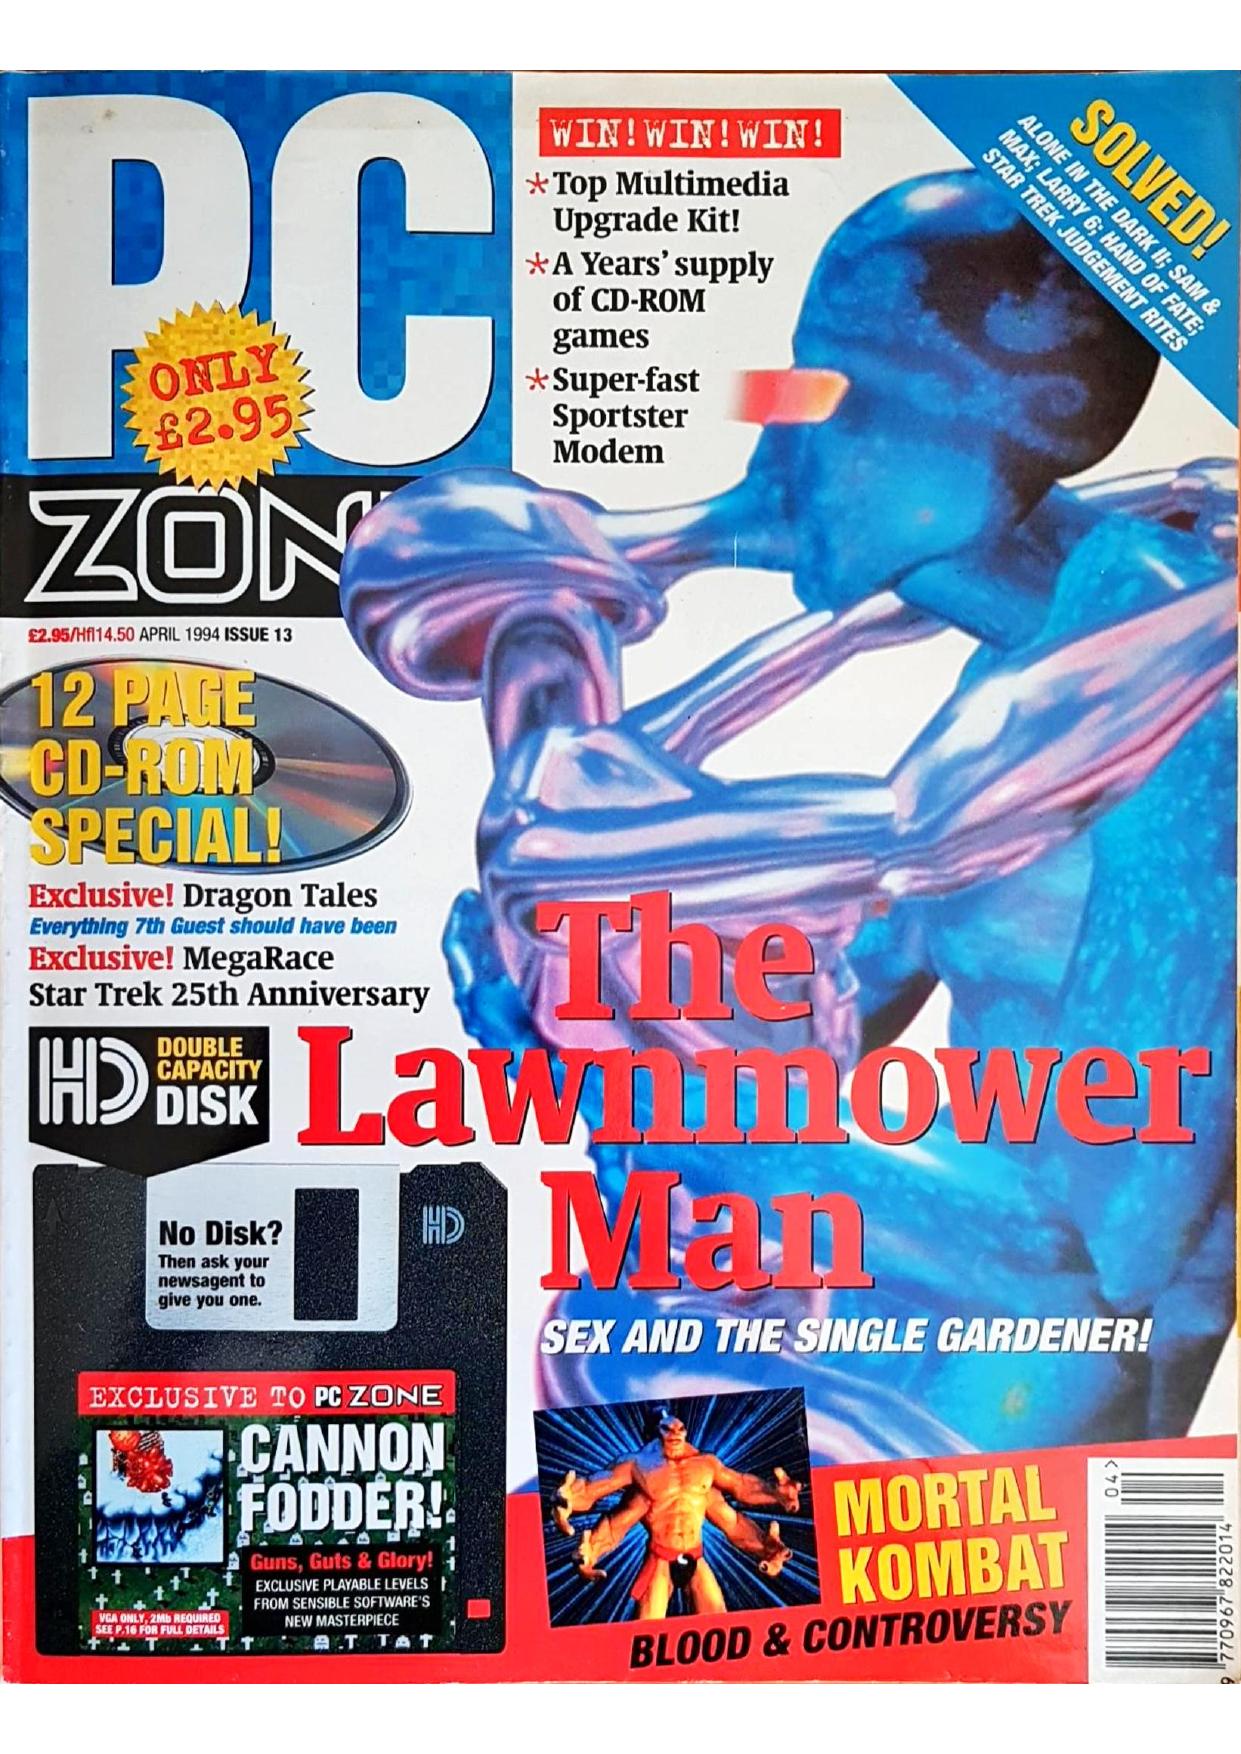 PC
ONLY
£2.95
ZON
£2.95/Hfl14.50 APRIL 1994 ISSUE 13
WIN!WIN!WIN!
*Top Multimedia
Upgrade Kit!
*A Years' supply
of CD-ROM
games
*Super-fast
Sportster
Modem
SOLVED!
ALONE IN THE DARK II; SAM &
MAX; LARRY 6; HAND OF FATE;
STAR TREK JUDGEMENT RITES
12 PAGE
CD-ROM
SPECIAL!
Exclusive! Dragon Tales
Everything 7th Guest should have been
Exclusive! MegaRace
Star Trek 25th Anniversary
HD DOUBLE
CAPACITY
DISK
The
Lawnmower
Man
SEX AND THE SINGLE GARDENER!
No Disk?
Then ask your
newsagent to
give you one.
HD
EXCLUSIVE TO PC ZONE
CANNON
FODDER!
Guns, Guts & Glory!
EXCLUSIVE PLAYABLE LEVELS
FROM SENSIBLE SOFTWARE'S
NEW MASTERPIECE
VGA ONLY, 2Mb REQUIRED
SEE P.16 FOR FULL DETAILS
MORTAL
KOMBAT
BLOOD & CONTROVERSY
04>
9 770967 822014